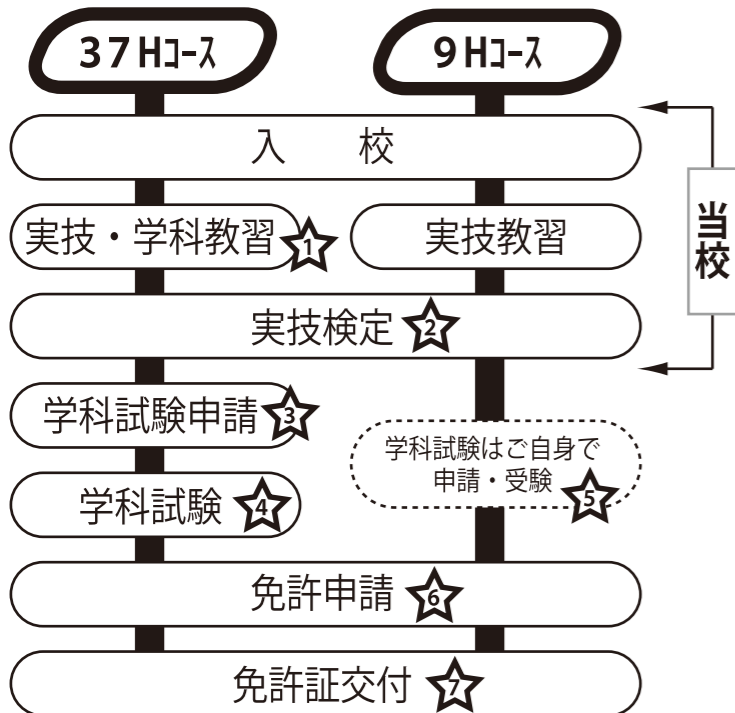 37Hｺｰｽ
9Hｺｰｽ
入　校
実技・学科教習 1
実技教習
当校
実技検定 2
学科試験申請 3
学科試験はご自身で
申請・受験 5
学科試験 4
免許申請 6
免許証交付 7